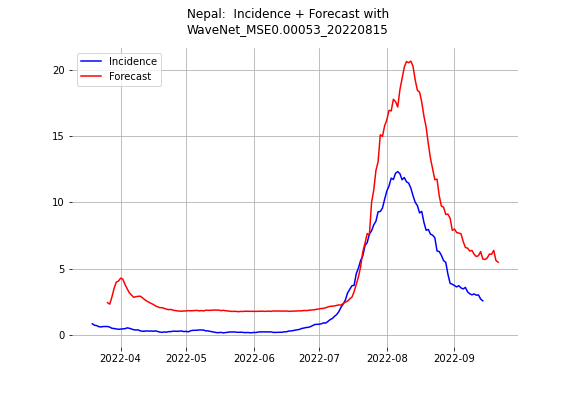 Nepal:  Incidence + Forecast with
WaveNet_MSE0.00053_20220815
Incidence
Forecast
20
15
10
5
0
2022-04
2022-05
2022-06
2022-07
2022-08
2022-09